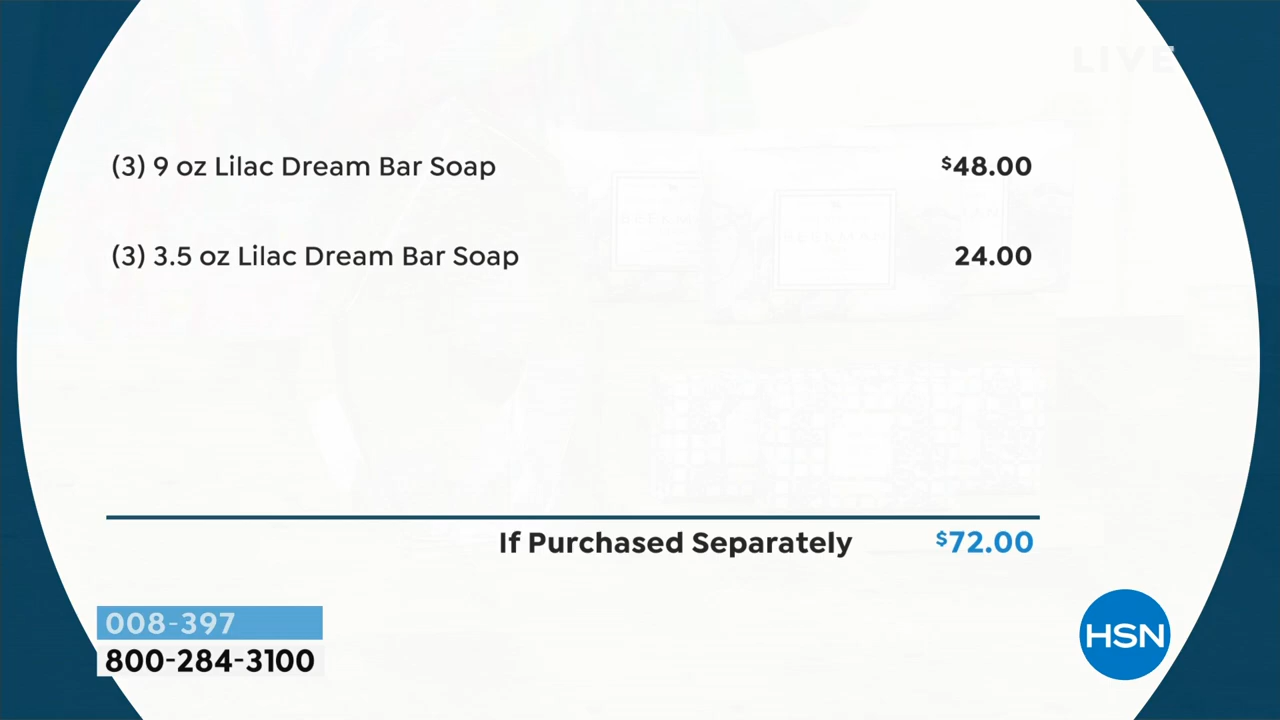 LIVE
(3) 9 oz Lilac Dream Bar Soap $48.00
(3) 3.5 oz Lilac Dream Bar Soap 24.00
If Purchased Separately $72.00
008-397
800-284-3100
HSN
BEEKMAN